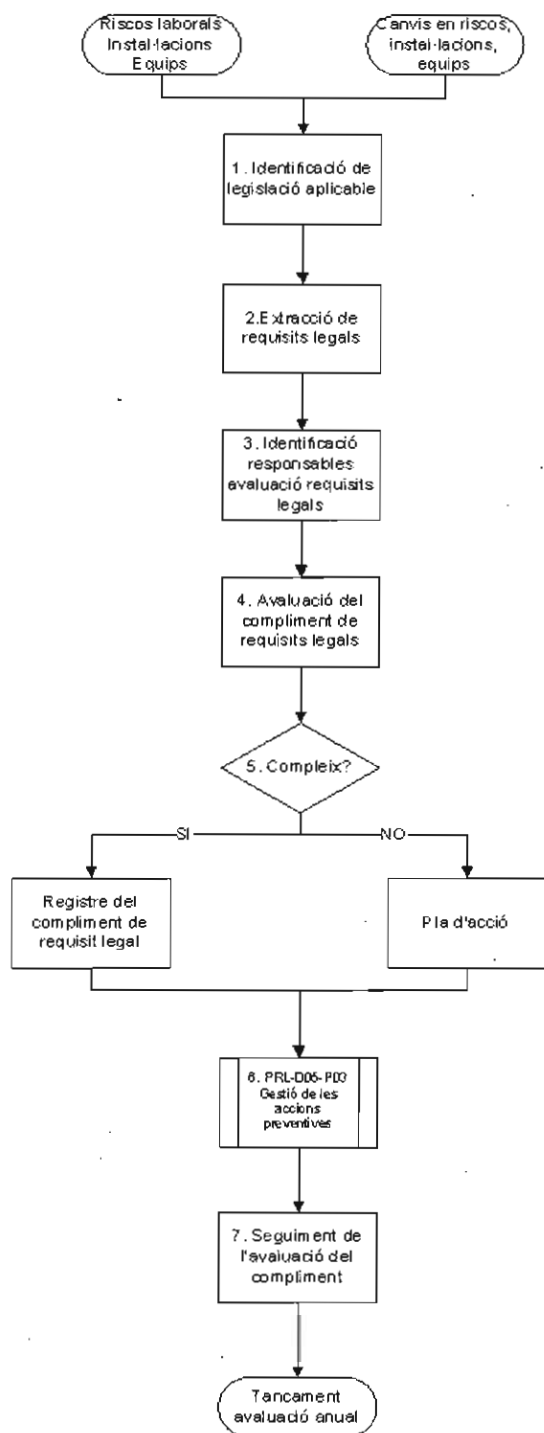 Riscos laborals
Instal·lacions
Equips
Canvis en riscos,
instal·lacions,
equips
1. Identificació de
legislació aplicable
2.Extracció de
requisits legals
3. Identificació
responsables
avaluació requisits
legals
4. Avaluació del
compliment de
requisits legals
5. Compleix?
SI
NO
Registre del
compliment de
requisit legal
Pla d'acció
6. PRL-D05-P03
Gestió de les
accions
preventives
7. Seguiment de
l'avaluació del
compliment
Tancament
avaluació anual